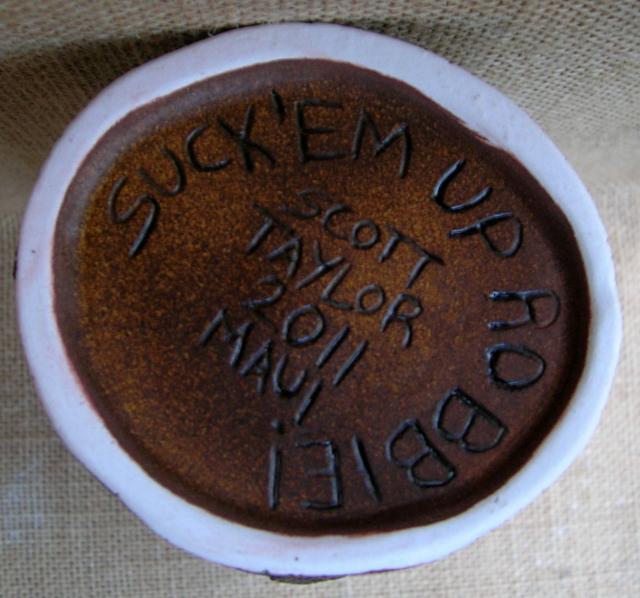 SUCK'EM UP ROBBIE!
SCOTT
TAYLOR
2011
MAUI